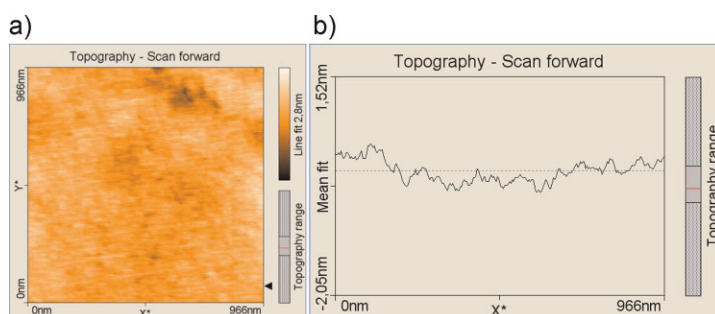 a)
Topography - Scan forward
966nm
Y*
0nm
0nm
X*
966nm
Line fit 2,8nm
Topography range
b)
Topography - Scan forward
1,52nm
Mean fit
-2,05nm
0nm
X*
966nm
Topography range